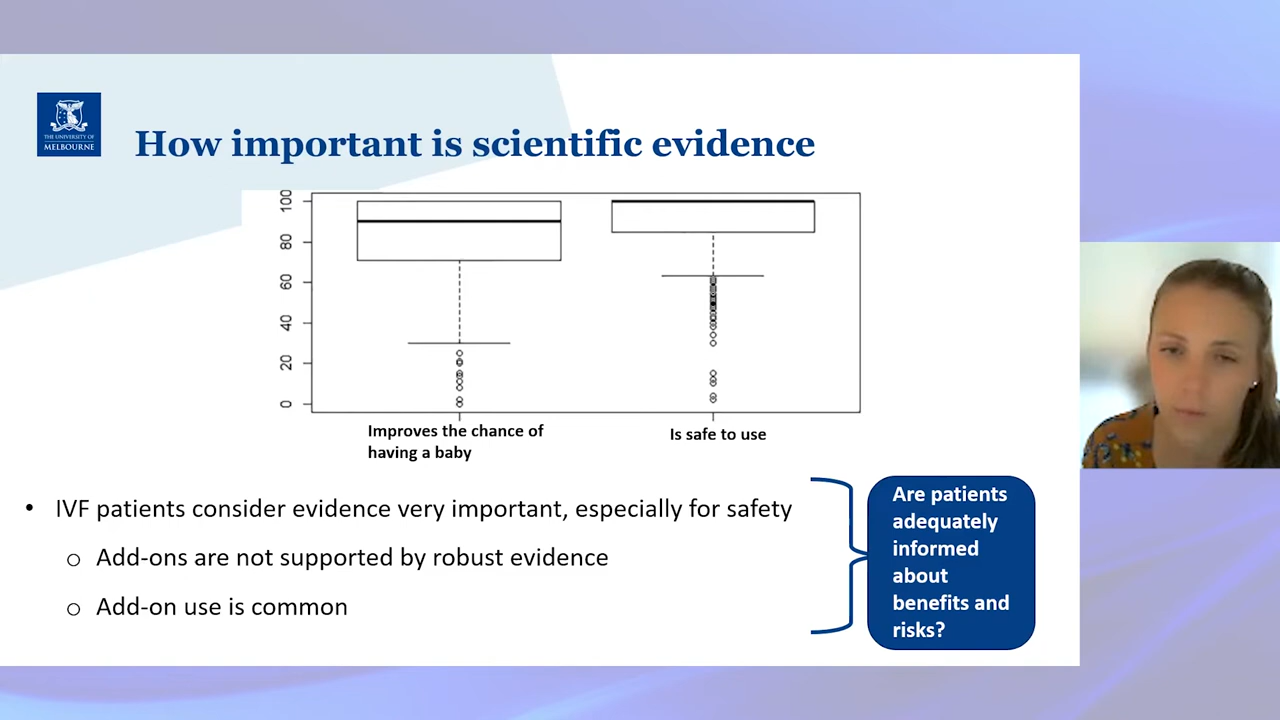 THE UNIVERSITY OF
MELBOURNE
How important is scientific evidence
100
80
60
40
20
0
Improves the chance of
having a baby
Is safe to use
• IVF patients consider evidence very important, especially for safety
o Add-ons are not supported by robust evidence
o Add-on use is common
Are patients
adequately
informed
about
benefits and
risks?